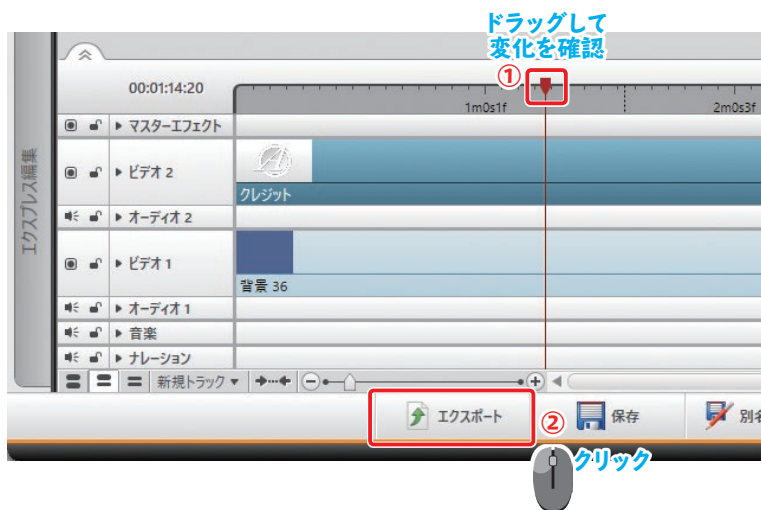 ドラッグして
変化を確認
①
00:01:14:20
1m0s1f
2m0s3f
マスターエフェクト
エクスプレス編集
ビデオ 2
クレジット
オーディオ 2
ビデオ 1
背景 36
オーディオ 1
音楽
ナレーション
新規トラック
エクスポート
②
保存
別名
クリック